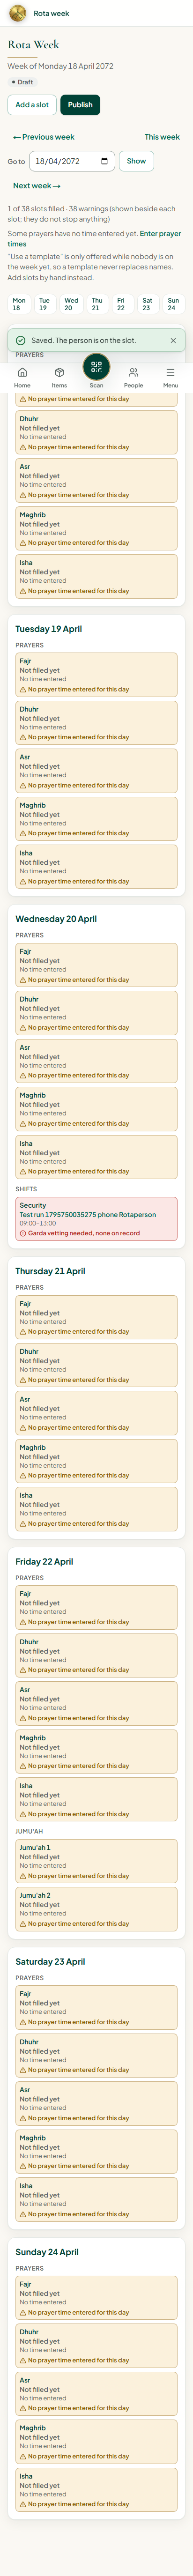 Rota week
Rota Week
Week of Monday 18 April 2072
Draft
Add a slot
Publish
← Previous week
This week
Go to
18/04/2072
Show
Next week →
1 of 38 slots filled · 38 warnings (shown beside each slot; they do not stop anything)
Some prayers have no time entered yet. Enter prayer times
“Use a template” is only offered while nobody is on the week yet, so a template never replaces names. Add slots by hand instead.
Mon
18
Tue
19
Wed
20
Thu
21
Fri
22
Sat
23
Sun
24
Saved. The person is on the slot.
PRAYERS
Home
Items
Scan
People
Menu
No prayer time entered for this day
Dhuhr
Not filled yet
No time entered
No prayer time entered for this day
Asr
Not filled yet
No time entered
No prayer time entered for this day
Maghrib
Not filled yet
No time entered
No prayer time entered for this day
Isha
Not filled yet
No time entered
No prayer time entered for this day
Tuesday 19 April
PRAYERS
Fajr
Not filled yet
No time entered
No prayer time entered for this day
Dhuhr
Not filled yet
No time entered
No prayer time entered for this day
Asr
Not filled yet
No time entered
No prayer time entered for this day
Maghrib
Not filled yet
No time entered
No prayer time entered for this day
Isha
Not filled yet
No time entered
No prayer time entered for this day
Wednesday 20 April
PRAYERS
Fajr
Not filled yet
No time entered
No prayer time entered for this day
Dhuhr
Not filled yet
No time entered
No prayer time entered for this day
Asr
Not filled yet
No time entered
No prayer time entered for this day
Maghrib
Not filled yet
No time entered
No prayer time entered for this day
Isha
Not filled yet
No time entered
No prayer time entered for this day
SHIFTS
Security
Test run 1795750035275 phone Rotaperson
09:00–13:00
Garda vetting needed, none on record
Thursday 21 April
PRAYERS
Fajr
Not filled yet
No time entered
No prayer time entered for this day
Dhuhr
Not filled yet
No time entered
No prayer time entered for this day
Asr
Not filled yet
No time entered
No prayer time entered for this day
Maghrib
Not filled yet
No time entered
No prayer time entered for this day
Isha
Not filled yet
No time entered
No prayer time entered for this day
Friday 22 April
PRAYERS
Fajr
Not filled yet
No time entered
No prayer time entered for this day
Dhuhr
Not filled yet
No time entered
No prayer time entered for this day
Asr
Not filled yet
No time entered
No prayer time entered for this day
Maghrib
Not filled yet
No time entered
No prayer time entered for this day
Isha
Not filled yet
No time entered
No prayer time entered for this day
JUMU'AH
Jumu'ah 1
Not filled yet
No time entered
No prayer time entered for this day
Jumu'ah 2
Not filled yet
No time entered
No prayer time entered for this day
Saturday 23 April
PRAYERS
Fajr
Not filled yet
No time entered
No prayer time entered for this day
Dhuhr
Not filled yet
No time entered
No prayer time entered for this day
Asr
Not filled yet
No time entered
No prayer time entered for this day
Maghrib
Not filled yet
No time entered
No prayer time entered for this day
Isha
Not filled yet
No time entered
No prayer time entered for this day
Sunday 24 April
PRAYERS
Fajr
Not filled yet
No time entered
No prayer time entered for this day
Dhuhr
Not filled yet
No time entered
No prayer time entered for this day
Asr
Not filled yet
No time entered
No prayer time entered for this day
Maghrib
Not filled yet
No time entered
No prayer time entered for this day
Isha
Not filled yet
No time entered
No prayer time entered for this day